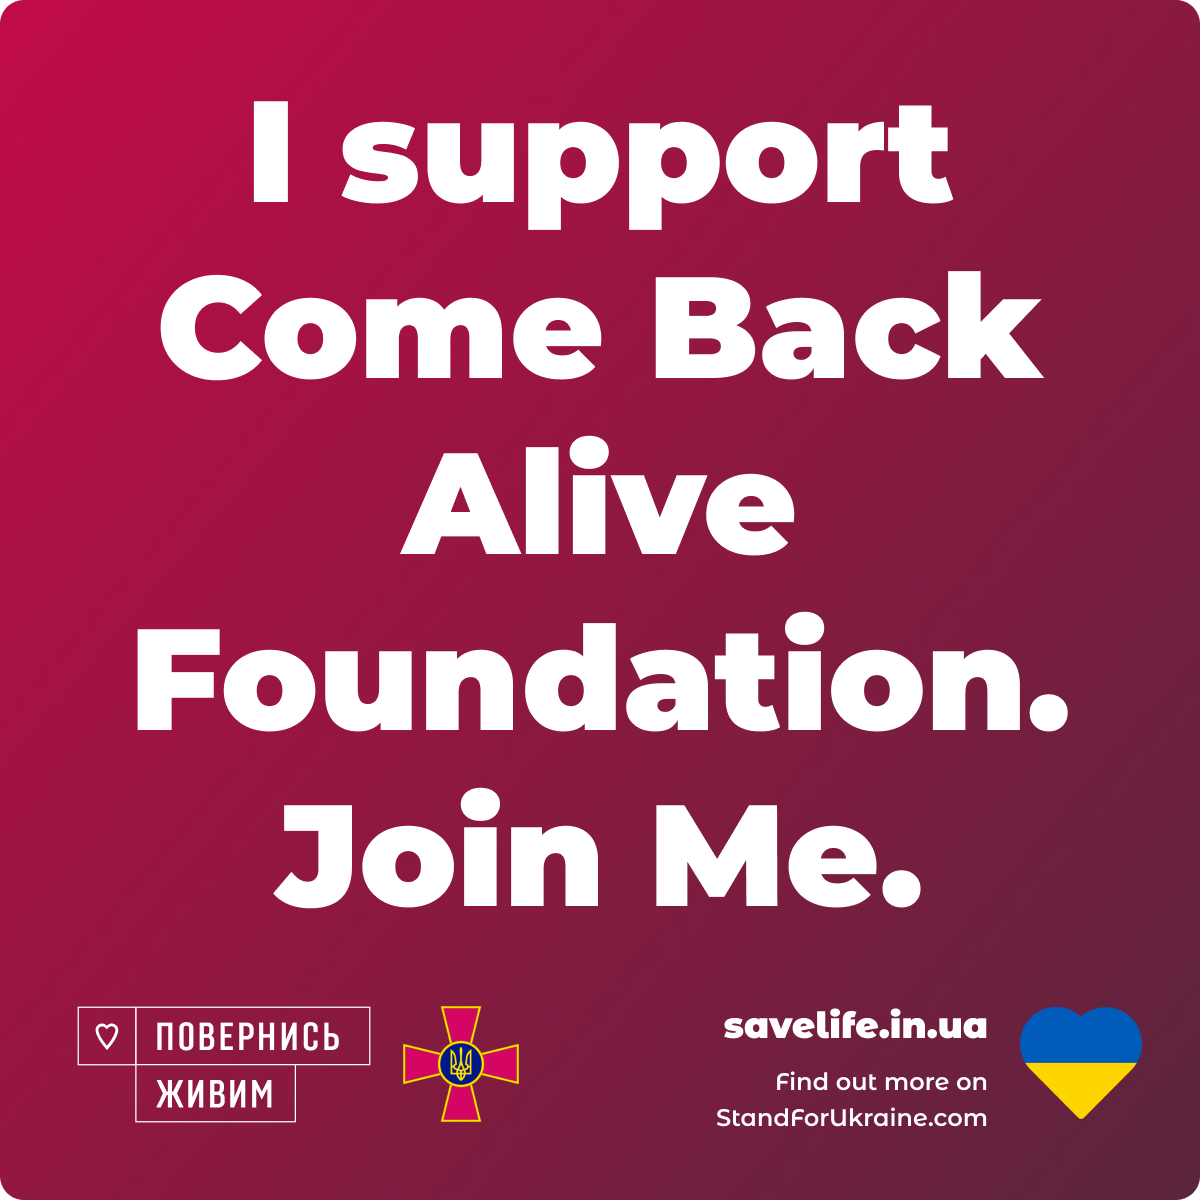 I support
Come Back
Alive
Foundation.
Join Me.
ПОВЕРНИСЬ
ЖИВИМ
savelife.in.ua
Find out more on
StandForUkraine.com